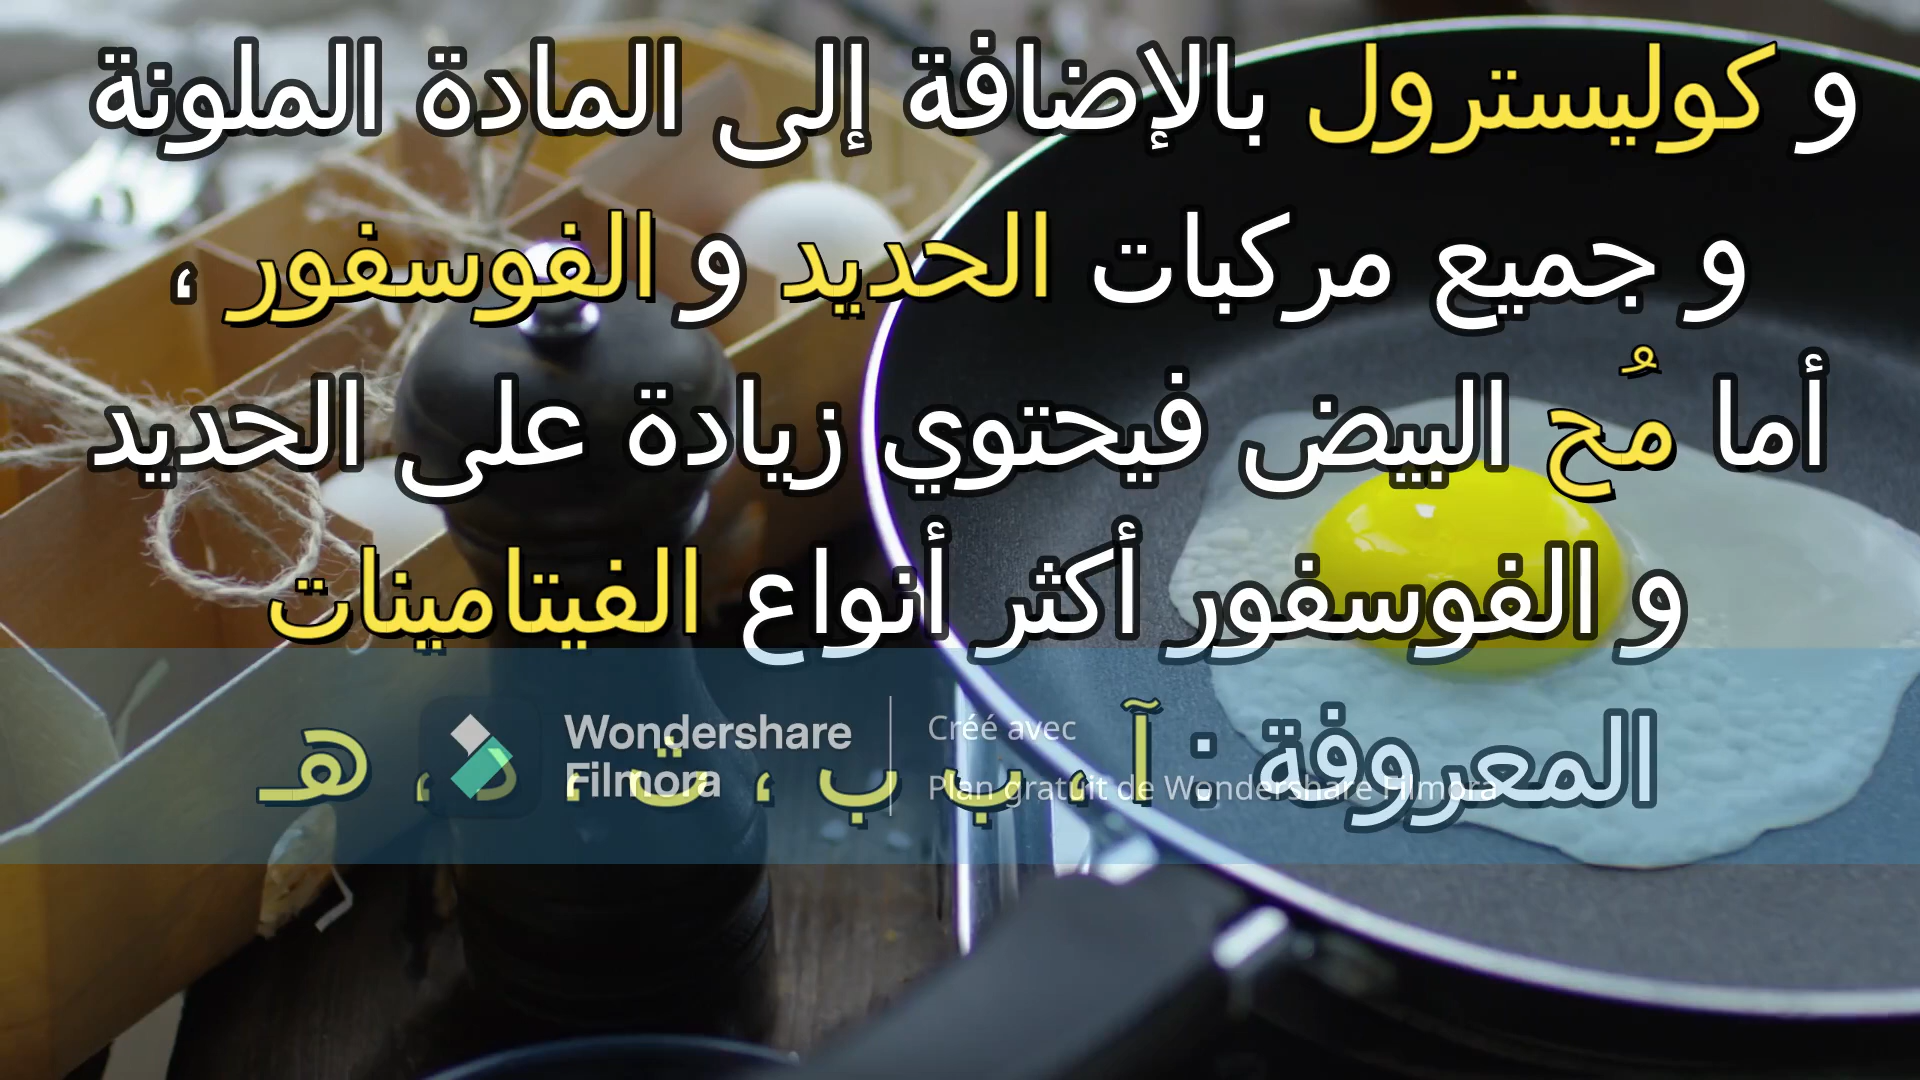 و كوليسترول بالإضافة إلى المادة الملونة
و جميع مركبات الحديد و الفوسفور ،
أما مُح البيض فيحتوي زيادة على الحديد
و الفوسفور أكثر أنواع الفيتامينات
المعروفة : آ ، ب ب ، ث ، د ، هـ
Wondershare
Filmora
Créé avec
Plan gratuit de Wondershare Filmora